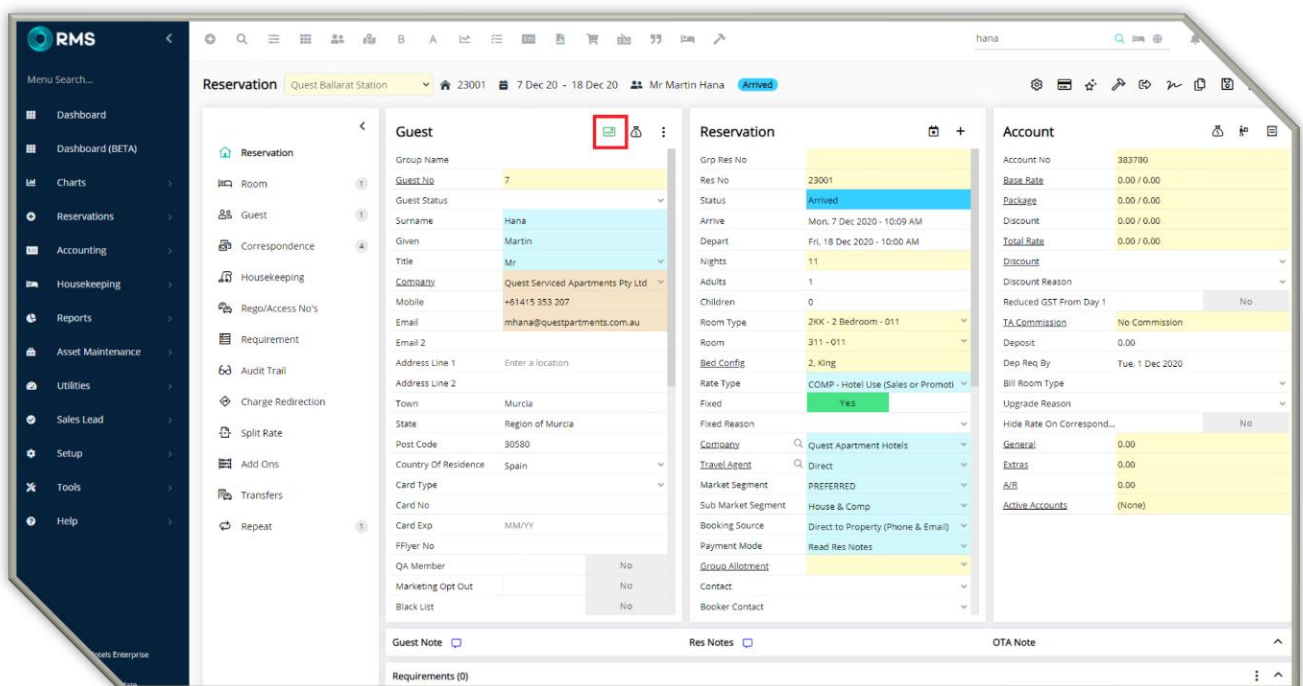 RMS
hana
Menu Search...
Reservation Quest Ballarat Station 23001 7 Dec 20 - 18 Dec 20 Mr Martin Hana Arrived
Dashboard
Dashboard (BETA)
Charts
Reservations
Accounting
Housekeeping
Reports
Asset Maintenance
Utilities
Sales Lead
Setup
Tools
Help
otels Enterprise
Reservation
Room 1
Guest 1
Correspondence 4
Housekeeping
Rego/Access No's
Requirement
Audit Trail
Charge Redirection
Split Rate
Add Ons
Transfers
Repeat 1
Guest
Group Name
Guest No 7
Guest Status
Surname Hana
Given Martin
Title Mr
Company Quest Serviced Apartments Pty Ltd
Mobile +61415 353 207
Email mhana@questpartments.com.au
Email 2
Address Line 1 Enter a location
Address Line 2
Town Murcia
State Region of Murcia
Post Code 30580
Country Of Residence Spain
Card Type
Card No
Card Exp MM/YY
FFlyer No
QA Member No
Marketing Opt Out No
Black List No
Reservation
Grp Res No
Res No 23001
Status Arrived
Arrive Mon, 7 Dec 2020 - 10:09 AM
Depart Fri, 18 Dec 2020 - 10:00 AM
Nights 11
Adults 1
Children 0
Room Type 2KK - 2 Bedroom - 011
Room 311 - 011
Bed Config 2, King
Rate Type COMP - Hotel Use (Sales or Promoti
Fixed Yes
Fixed Reason
Company Quest Apartment Hotels
Travel Agent Direct
Market Segment PREFERRED
Sub Market Segment House & Comp
Booking Source Direct to Property (Phone & Email)
Payment Mode Read Res Notes
Group Allotment
Contact
Booker Contact
Account
Account No 383780
Base Rate 0.00 / 0.00
Package 0.00 / 0.00
Discount 0.00 / 0.00
Total Rate 0.00 / 0.00
Discount
Discount Reason
Reduced GST From Day 1 No
TA Commission No Commission
Deposit 0.00
Dep Req By Tue, 1 Dec 2020
Bill Room Type
Upgrade Reason
Hide Rate On Correspond... No
General 0.00
Extras 0.00
A/R 0.00
Active Accounts (None)
Guest Note Res Notes OTA Note
Requirements (0)